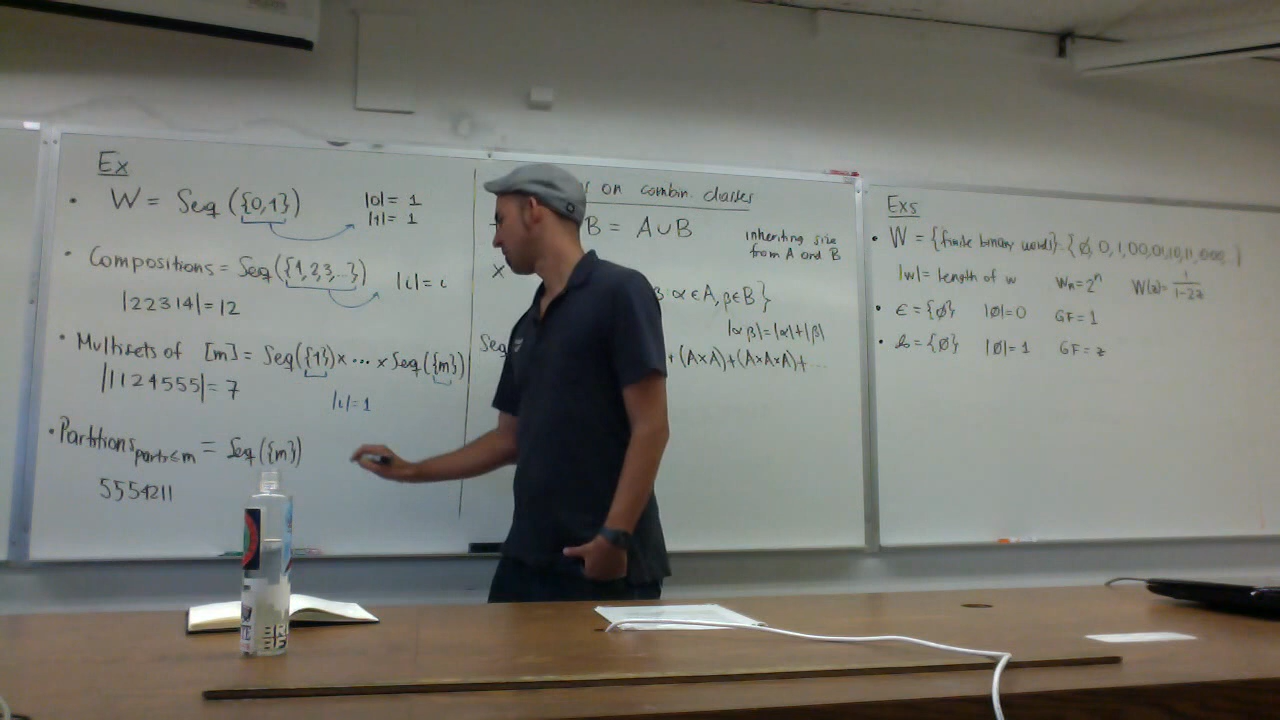 Ex
• W = Seq ({0,1})
|0| = 1
|1| = 1
• Compositions = Seq({1,2,3,...})
|i| = i
|22314| = 12
• Multisets of [m] = Seq({1})x ... x Seq({m})
|1124555| = 7
|i| = 1
• Partitions parts≤m = Seq({m})
5554211
on combin. classes
B = A∪B
inheriting size
from A and B
x
α∈A, β∈B}
|αβ|=|α|+|β|
Seq
+(A×A)+(A×A×A)+...
Exs
• W = {finite binary words} = {ø, 0, 1, 00, 01, 10, 11, 000, ...}
|w| = length of w Wn = 2^n W(z) = 1/1-2z
• ε = {ø} |ø|=0 GF = 1
• = {ø} |ø|=1 GF = z